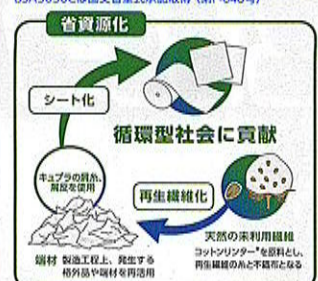 省資源化
シート化
循環型社会に貢献
キュプラの屑糸、
屑反を使用
再生繊維化
天然の未利用繊維
コットンリンター*を原料とし、
再生繊維の糸と不織布となる
端材 製造工程上、発生する
格外品や端材を再活用